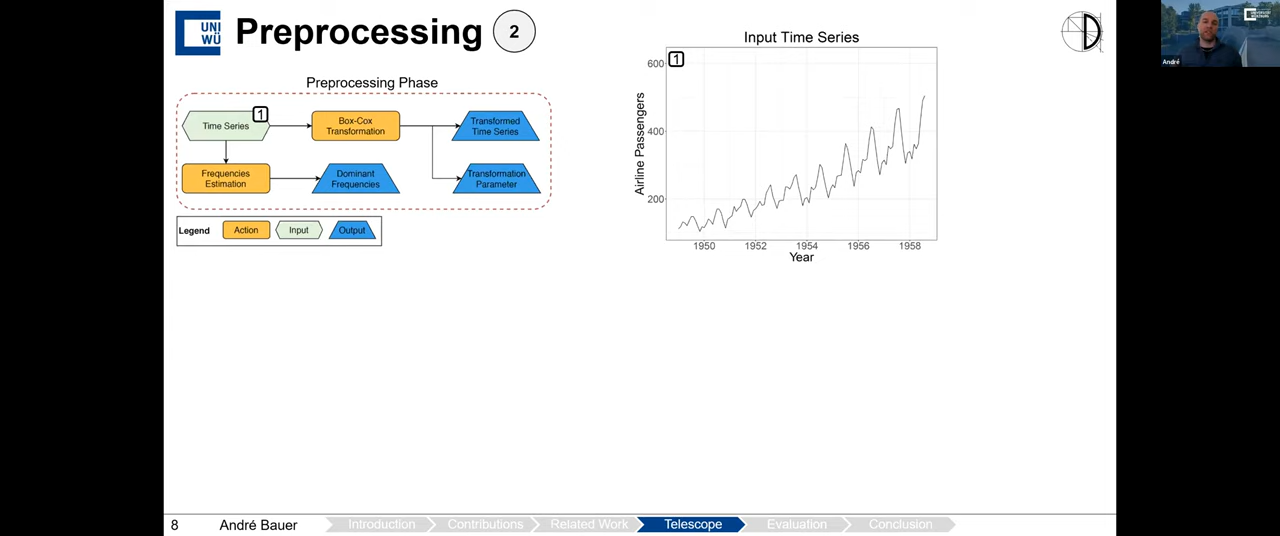 UNI
WÜ
Preprocessing
2
Preprocessing Phase
Time Series
1
Box-Cox
Transformation
Transformed
Time Series
Frequencies
Estimation
Dominant
Frequencies
Transformation
Parameter
Legend
Action
Input
Output
Input Time Series
1
600
400
200
Airline Passengers
1950
1952
1954
1956
1958
Year
André
8
André Bauer
Introduction
Contributions
Related Work
Telescope
Evaluation
Conclusion